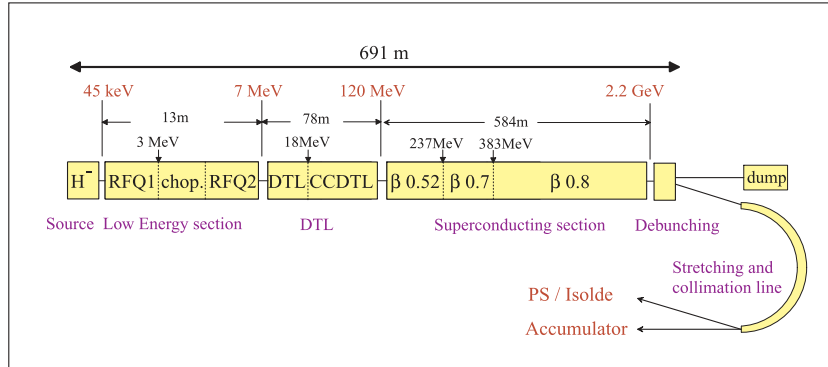 691 m
45 keV 7 MeV 120 MeV 2.2 GeV
13m 78m 584m
3 MeV 18MeV 237MeV 383MeV
H⁻ RFQ1 chop. RFQ2 DTL CCDTL β 0.52 β 0.7 β 0.8 dump
Source Low Energy section DTL Superconducting section Debunching
Stretching and
collimation line
PS / Isolde
Accumulator